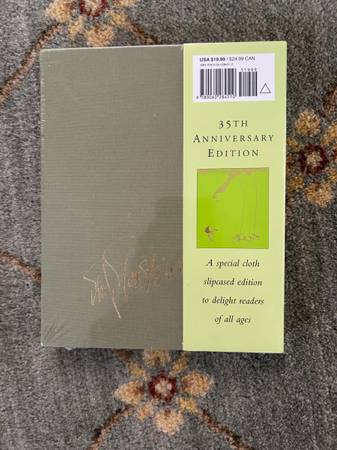 USA $19.99 / $24.99 CAN
51999
35TH
ANNIVERSARY
EDITION
A special cloth
slipcased edition
to delight readers
of all ages